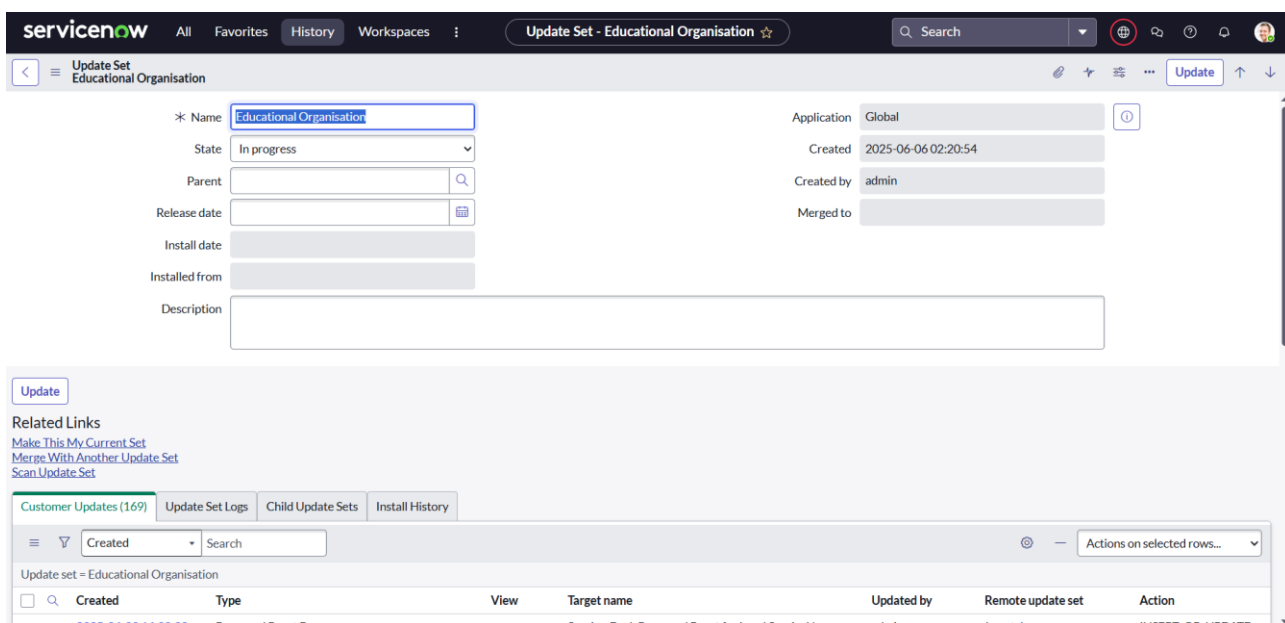 servicenow All Favorites History Workspaces Update Set - Educational Organisation Search
Update Set
Educational Organisation
Update
Name Educational Organisation
Application Global
State In progress
Created 2025-06-06 02:20:54
Parent
Created by admin
Release date
Merged to
Install date
Installed from
Description
Update
Related Links
Make This My Current Set
Merge With Another Update Set
Scan Update Set
Customer Updates (169) Update Set Logs Child Update Sets Install History
Created Search Actions on selected rows...
Update set = Educational Organisation
Created Type View Target name Updated by Remote update set Action